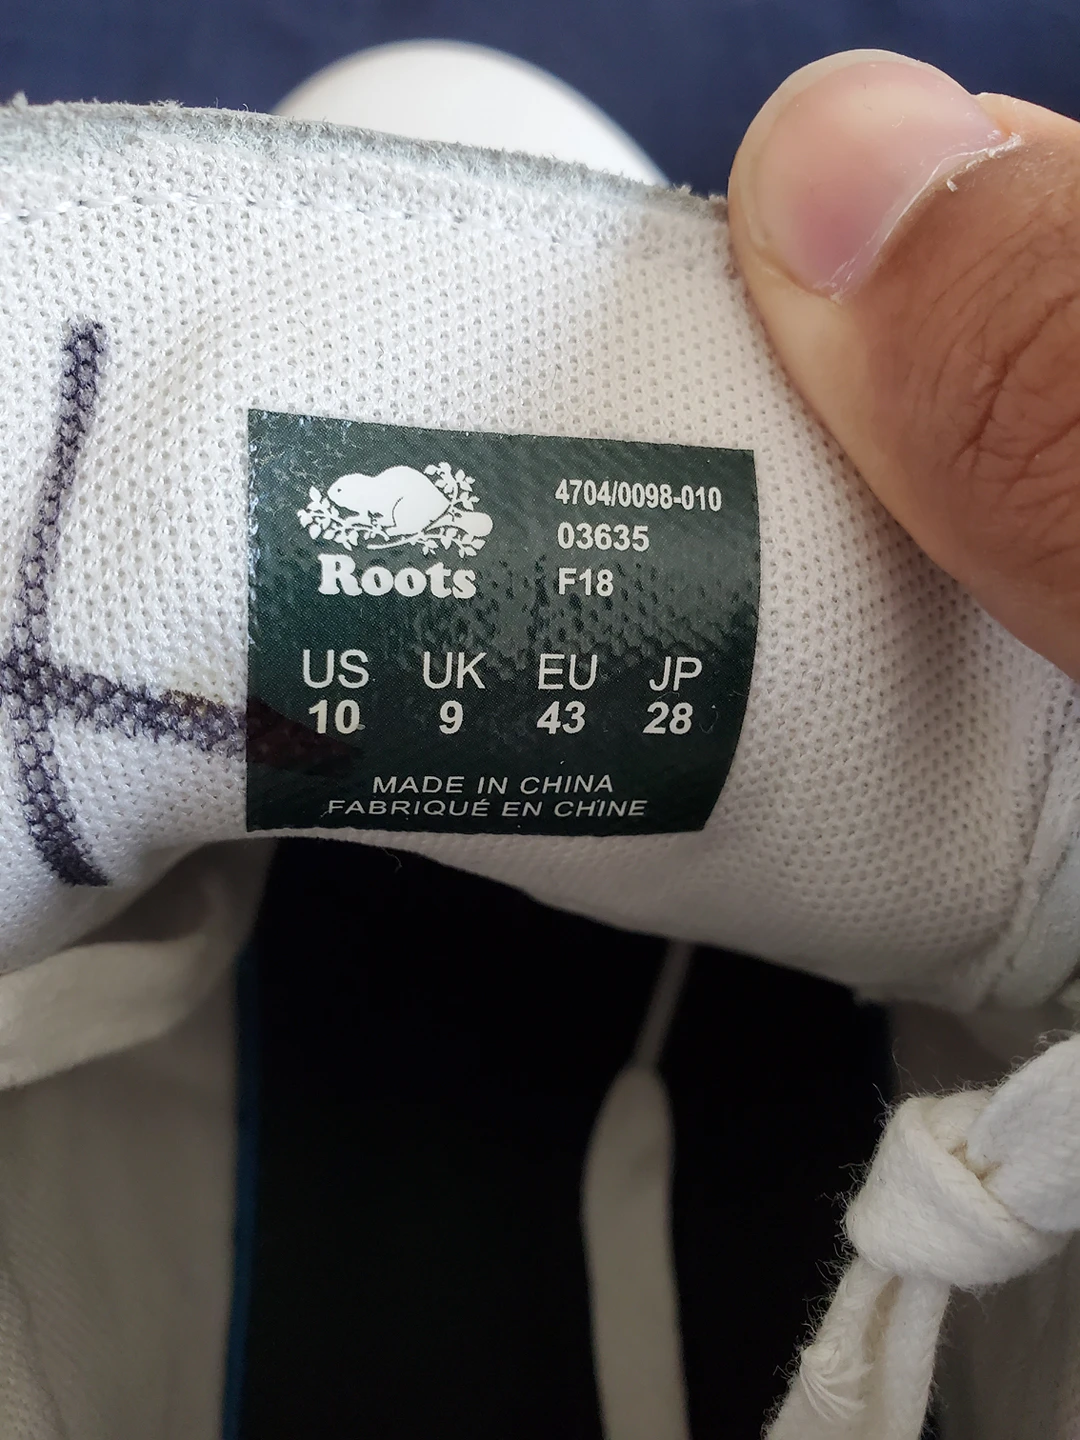 Roots
4704/0098-010
03635
F18
US UK EU JP
10 9 43 28
MADE IN CHINA
FABRIQUÉ EN CHINE